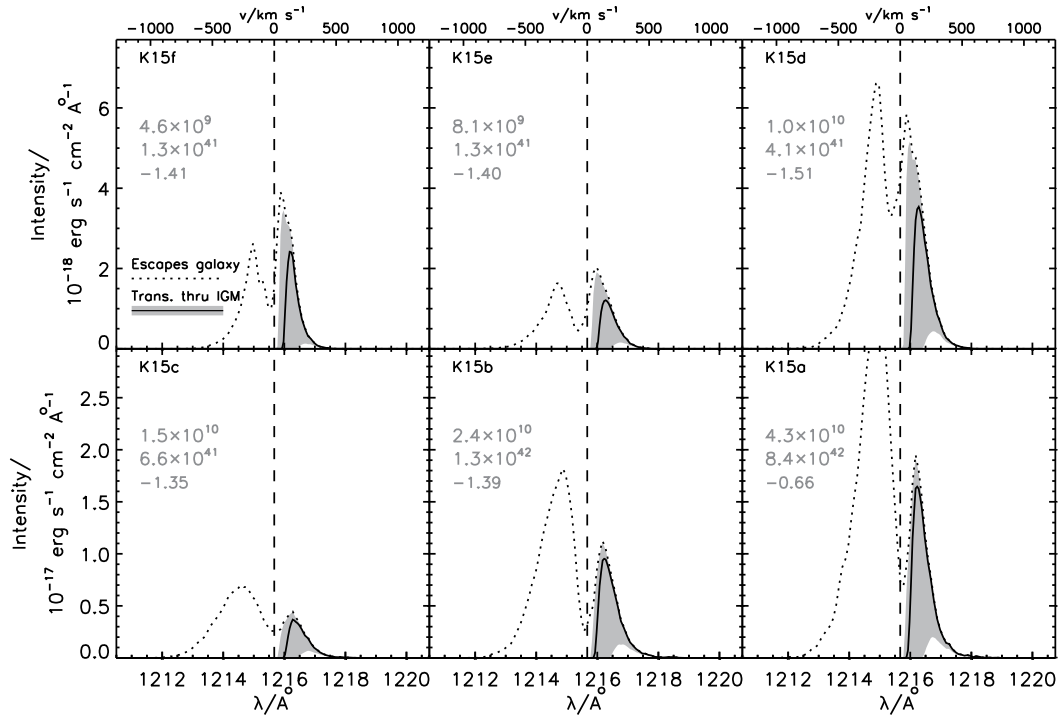 v/km s⁻¹ v/km s⁻¹ v/km s⁻¹
−1000 −500 0 500 1000 −1000 −500 0 500 1000 −1000 −500 0 500 1000
K15f K15e K15d
4.6×10⁹ 8.1×10⁹ 1.0×10¹⁰
1.3×10⁴¹ 1.3×10⁴¹ 4.1×10⁴¹
−1.41 −1.40 −1.51
Intensity/
10⁻¹⁸ erg s⁻¹ cm⁻² Å⁻¹
6
4
2
0
Escapes galaxy
Trans. thru IGM
K15c K15b K15a
1.5×10¹⁰ 2.4×10¹⁰ 4.3×10¹⁰
6.6×10⁴¹ 1.3×10⁴² 8.4×10⁴²
−1.35 −1.39 −0.66
Intensity/
10⁻¹⁷ erg s⁻¹ cm⁻² Å⁻¹
2.5
2.0
1.5
1.0
0.5
0.0
1212 1214 1216 1218 1220 1212 1214 1216 1218 1220 1212 1214 1216 1218 1220
λ/Å λ/Å λ/Å